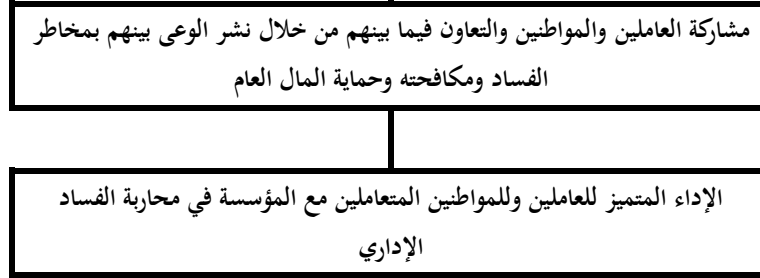 مشاركة العاملين والمواطنين والتعاون فيما بينهم من خلال نشر الوعى بينهم بمخاطر
الفساد ومكافحته وحماية المال العام
الإداء المتميز للعاملين وللمواطنين المتعاملين مع المؤسسة في محاربة الفساد
الإداري